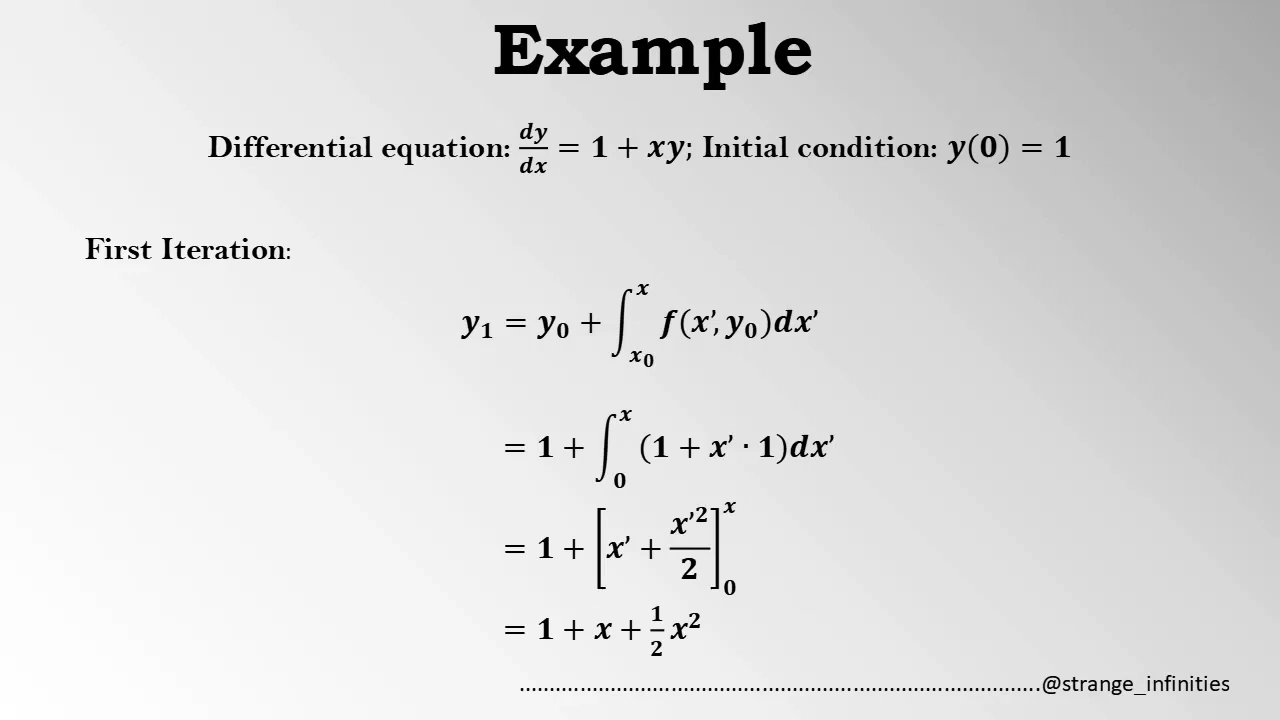 Example
Differential equation: dy/dx = 1 + xy; Initial condition: y(0) = 1
First Iteration:
y₁ = y₀ + ∫ₓ₀ˣ f(x’, y₀)dx’
= 1 + ∫₀ˣ (1 + x’ · 1)dx’
= 1 + [x’ + x’²/2]₀ˣ
= 1 + x + 1/2 x²
.......................................................................................@strange_infinities